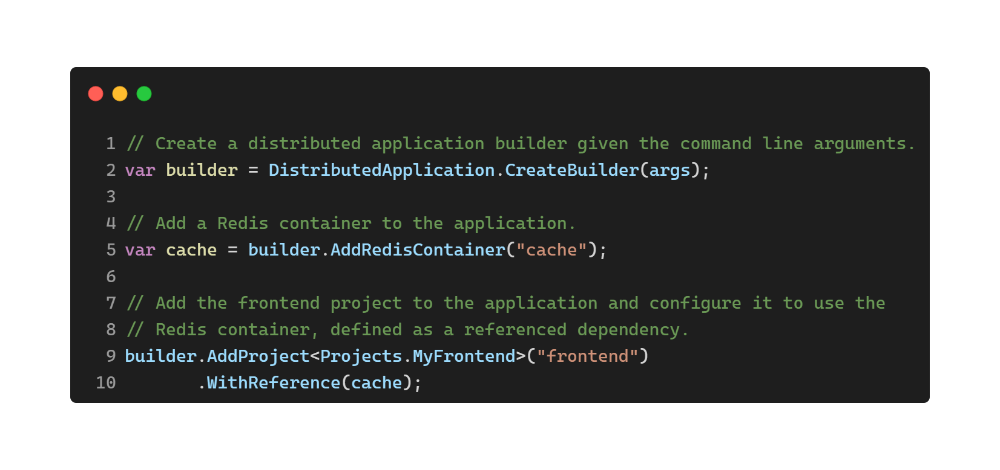 1 // Create a distributed application builder given the command line arguments.
2 var builder = DistributedApplication.CreateBuilder(args);
3
4 // Add a Redis container to the application.
5 var cache = builder.AddRedisContainer("cache");
6
7 // Add the frontend project to the application and configure it to use the
8 // Redis container, defined as a referenced dependency.
9 builder.AddProject<Projects.MyFrontend>("frontend")
10        .WithReference(cache);